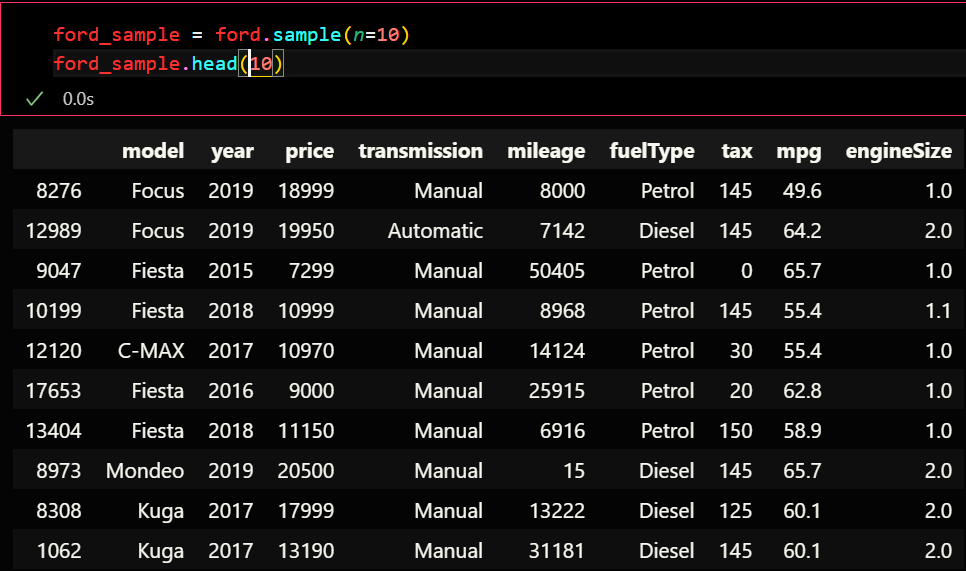 ford_sample = ford.sample(n=10)
ford_sample.head(10)
0.0s
model year price transmission mileage fuelType tax mpg engineSize
8276 Focus 2019 18999 Manual 8000 Petrol 145 49.6 1.0
12989 Focus 2019 19950 Automatic 7142 Diesel 145 64.2 2.0
9047 Fiesta 2015 7299 Manual 50405 Petrol 0 65.7 1.0
10199 Fiesta 2018 10999 Manual 8968 Petrol 145 55.4 1.1
12120 C-MAX 2017 10970 Manual 14124 Petrol 30 55.4 1.0
17653 Fiesta 2016 9000 Manual 25915 Petrol 20 62.8 1.0
13404 Fiesta 2018 11150 Manual 6916 Petrol 150 58.9 1.0
8973 Mondeo 2019 20500 Manual 15 Diesel 145 65.7 2.0
8308 Kuga 2017 17999 Manual 13222 Diesel 125 60.1 2.0
1062 Kuga 2017 13190 Manual 31181 Diesel 145 60.1 2.0